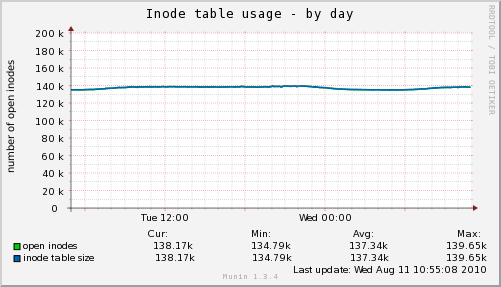 Inode table usage - by day
RRDTOOL / TOBI OETIKER
number of open inodes
200 k
180 k
160 k
140 k
120 k
100 k
80 k
60 k
40 k
20 k
0
Tue 12:00 Wed 00:00
Cur: Min: Avg: Max:
open inodes 138.17k 134.79k 137.34k 139.65k
inode table size 138.17k 134.79k 137.34k 139.65k
Last update: Wed Aug 11 10:55:08 2010
Munin 1.3.4